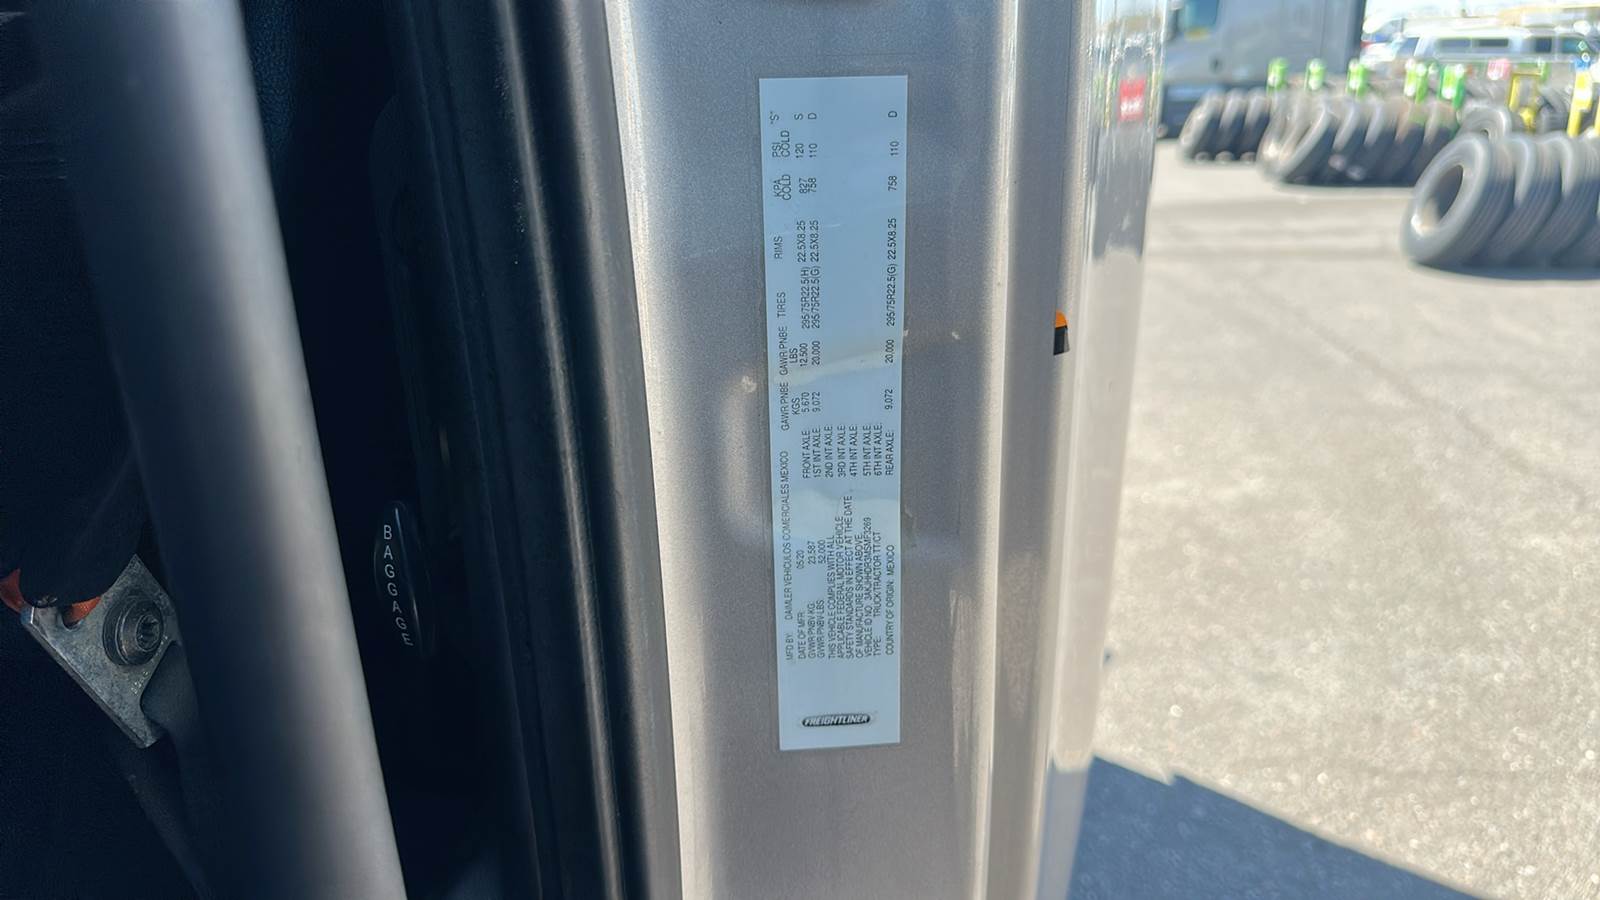 FREIGHTLINER
MFD BY: DAIMLER VEHICULOS COMERCIALES MEXICO
DATE OF MFR: 05/20
GVWR/PNBV-KG: 23,587
GVWR/PNBV-LBS 52,000
THIS VEHICLE COMPLIES WITH ALL
APPLICABLE FEDERAL MOTOR VEHICLE
SAFETY STANDARDS IN EFFECT AT THE DATE
OF MANUFACTURE SHOWN ABOVE.
VEHICLE ID NO.
TYPE: TRUCK/TRACTOR TT/CT
COUNTRY OF ORIGIN: MEXICO
GAWR/PNBE GAWR/PNBE TIRES RIMS KPA PSI "S"
KGS LBS COLD COLD
FRONT AXLE: 5,670 12,500 295/75R22.5(H) 22.5X8.25 827 120 S
1ST INT AXLE: 9,072 20,000 295/75R22.5(G) 22.5X8.25 758 110 D
2ND INT AXLE:
3RD INT AXLE:
4TH INT AXLE:
5TH INT AXLE:
6TH INT AXLE:
REAR AXLE: 9,072 20,000 295/75R22.5(G) 22.5X8.25 758 110 D
BAGGAGE